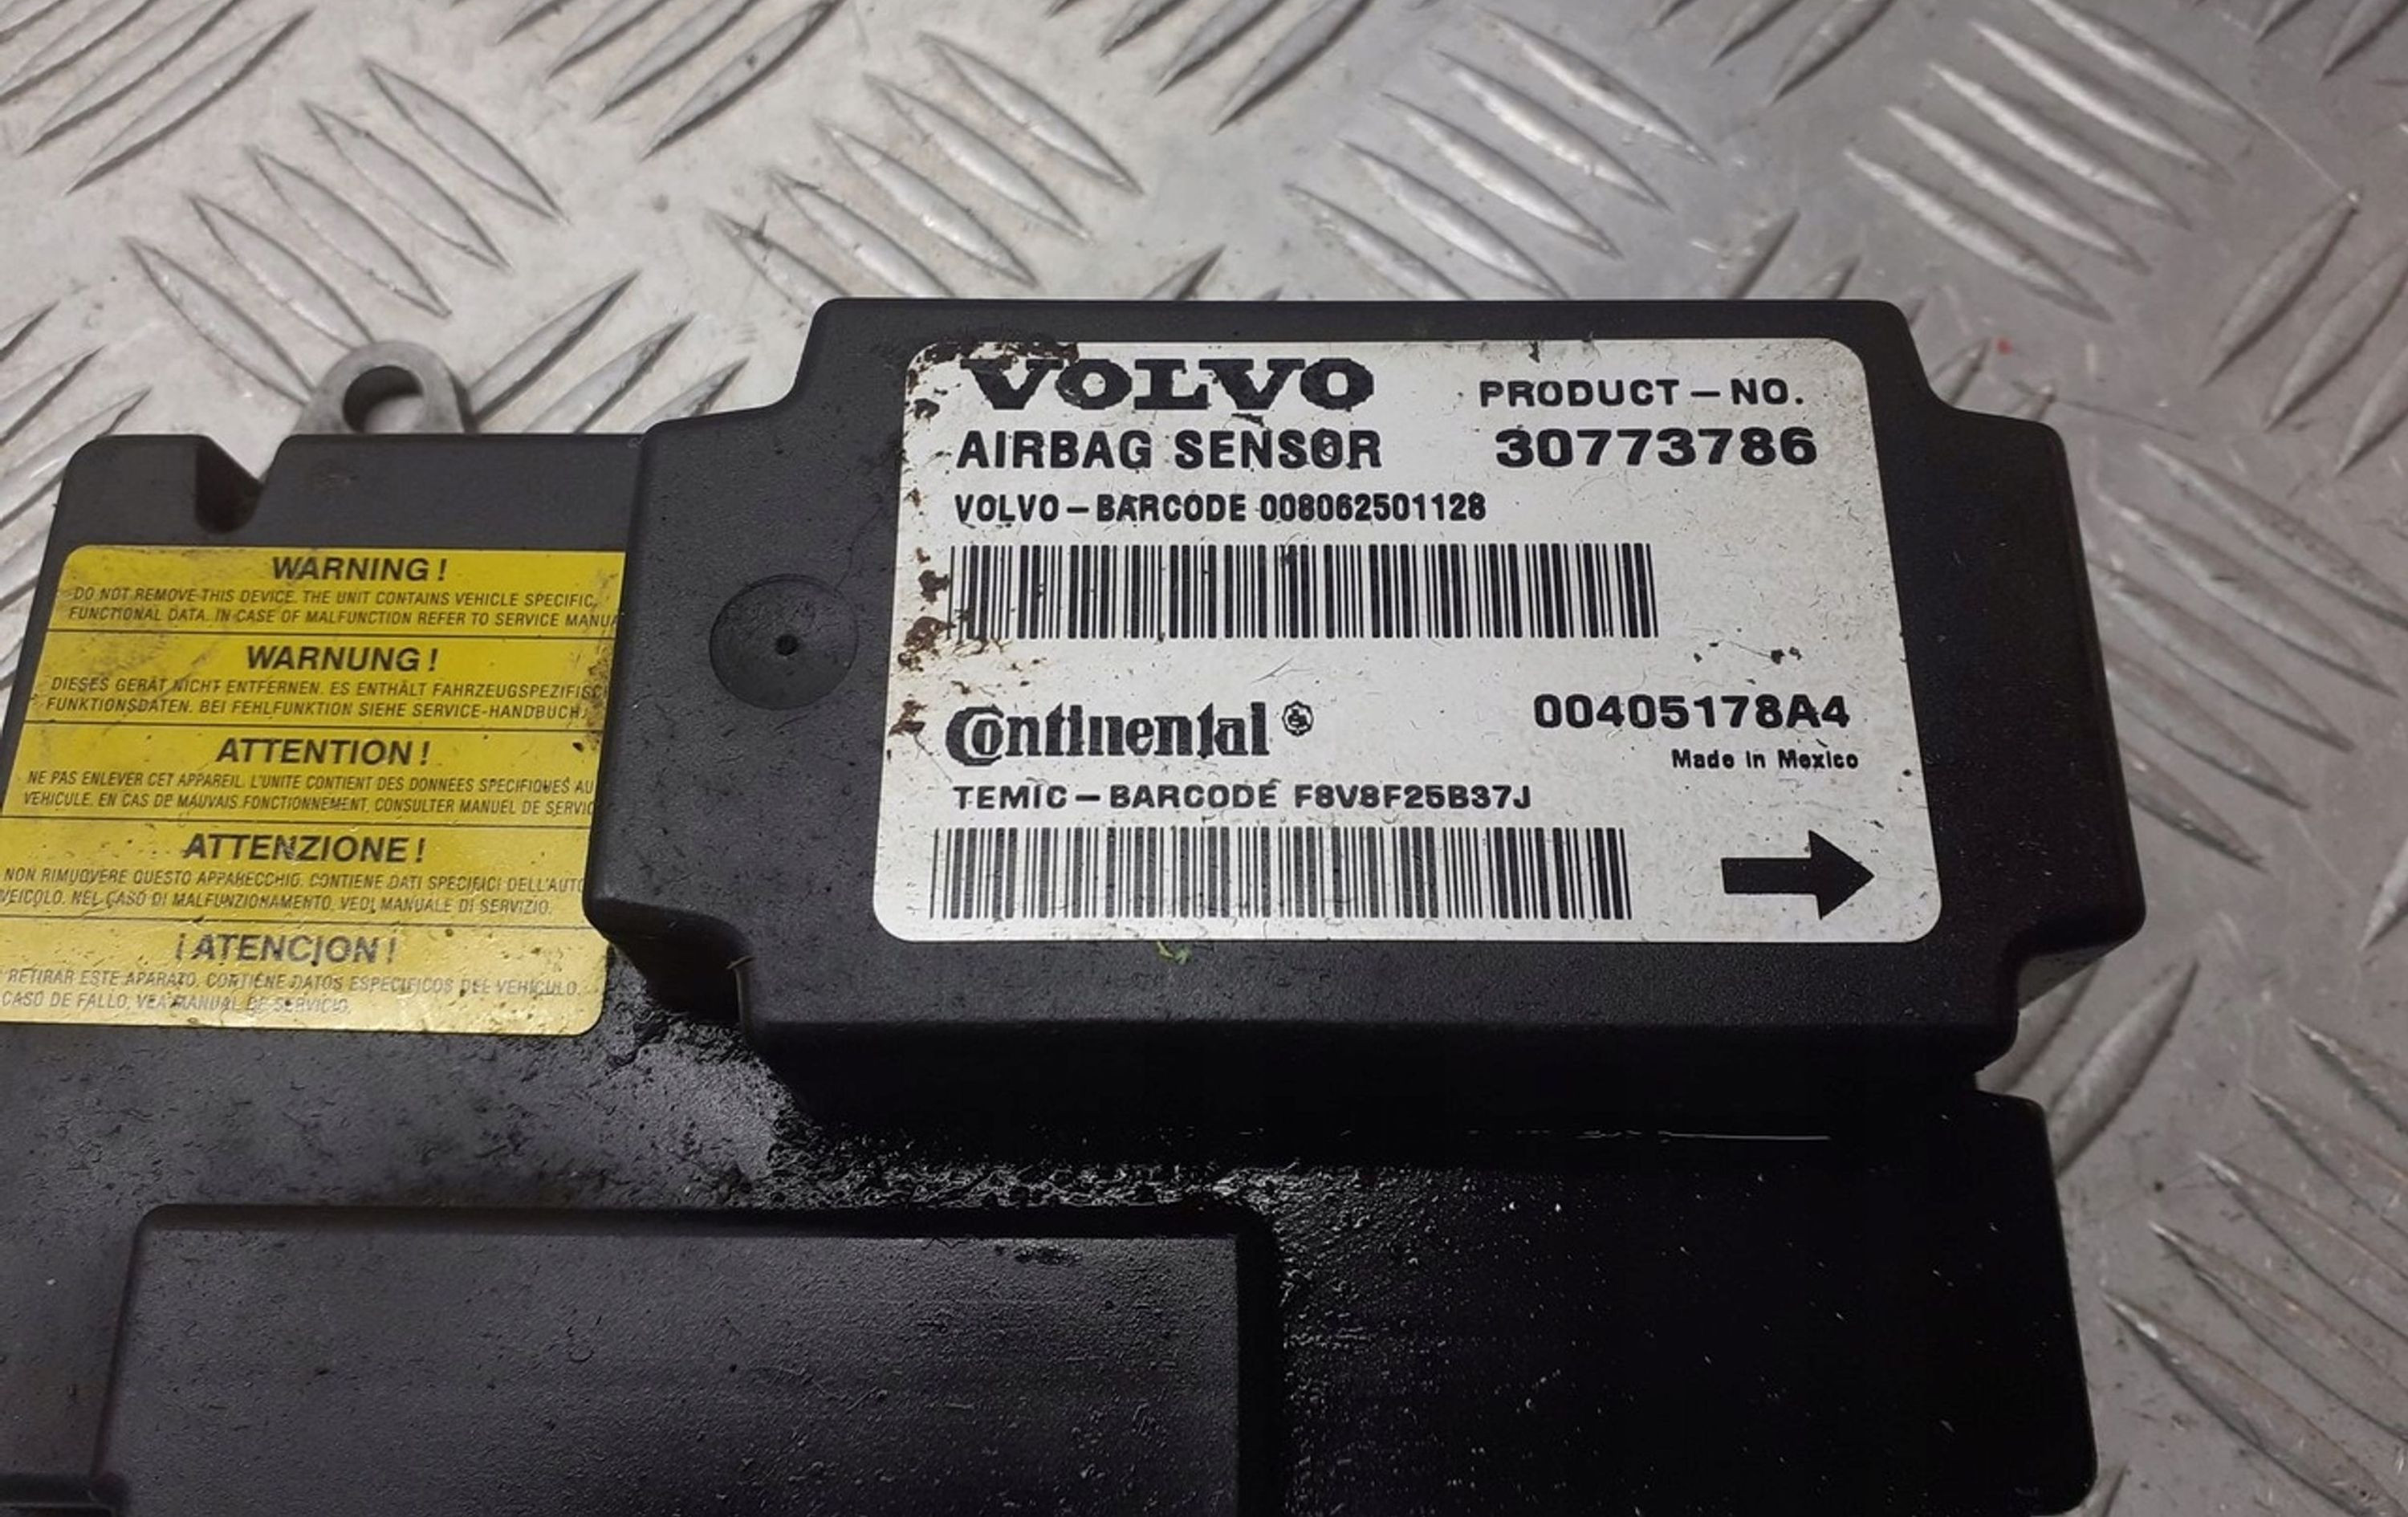 WARNING !
DO NOT REMOVE THIS DEVICE. THE UNIT CONTAINS VEHICLE SPECIFIC,
FUNCTIONAL DATA. IN CASE OF MALFUNCTION REFER TO SERVICE MANUA
WARNUNG !
DIESES GERÄT NICHT ENTFERNEN. ES ENTHÄLT FAHRZEUGSPEZIFISC
FUNKTIONSDATEN. BEI FEHLFUNKTION SIEHE SERVICE-HANDBUCH.
ATTENTION !
NE PAS ENLEVER CET APPAREIL. L'UNITE CONTIENT DES DONNEES SPECIFIQUES AU
VEHICULE. EN CAS DE MAUVAIS FONCTIONNEMENT, CONSULTER MANUEL DE SERVIC
ATTENZIONE !
NON RIMUOVERE QUESTO APPARECCHIO. CONTIENE DATI SPECIFICI DELL'AUTO
VEICOLO. NEL CASO DI MALFUNZIONAMENTO, VEDI MANUALE DI SERVIZIO.
¡ ATENCION !
RETIRAR ESTE APARATO. CONTIENE DATOS ESPECIFICOS DEL VEHICULO.
CASO DE FALLO, VEA MANUAL DE SERVICIO.
VOLVO
PRODUCT – NO.
AIRBAG SENSOR 30773786
VOLVO – BARCODE 008062501128
Continental ®
00405178A4
Made in Mexico
TEMIC – BARCODE F8V8F25B37J